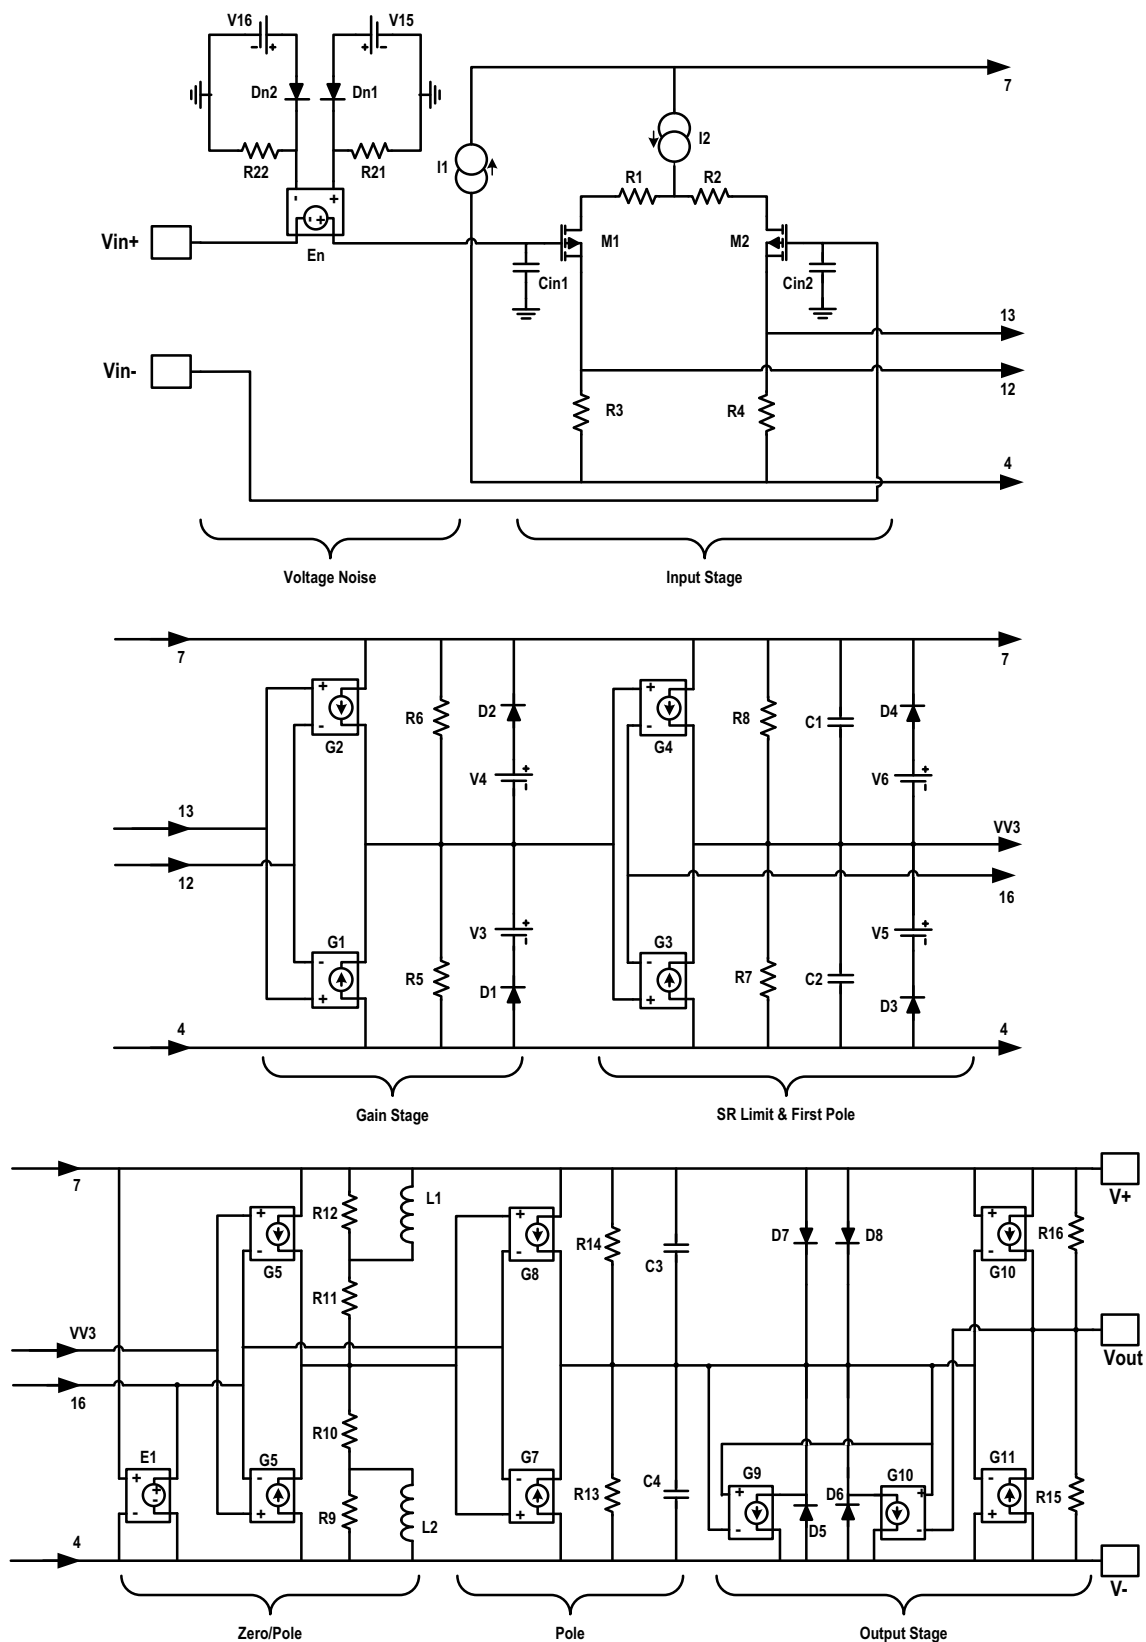 V16
V15
- +
+ -
Dn2
Dn1
R22
R21
- +
- +
En
Vin+
Vin-
I1
I2
7
R1
R2
M1
M2
Cin1
Cin2
13
12
R3
R4
4
Voltage Noise
Input Stage
7
7
+
-
G2
R6
D2
+
-
G4
R8
C1
D4
V4
+
-
V6
+
-
13
VV3
12
16
G1
-
+
R5
V3
+
-
D1
G3
-
+
R7
C2
V5
+
-
D3
4
4
Gain Stage
SR Limit & First Pole
7
V+
+
-
G5
R12
L1
R11
+
-
G8
R14
C3
D7
D8
G10
R16
VV3
Vout
16
R10
E1
+
-
+
-
G5
-
+
R9
L2
G7
-
+
R13
C4
G9
+
-
D5
D6
G10
+
-
G11
-
+
R15
4
V-
Zero/Pole
Pole
Output Stage